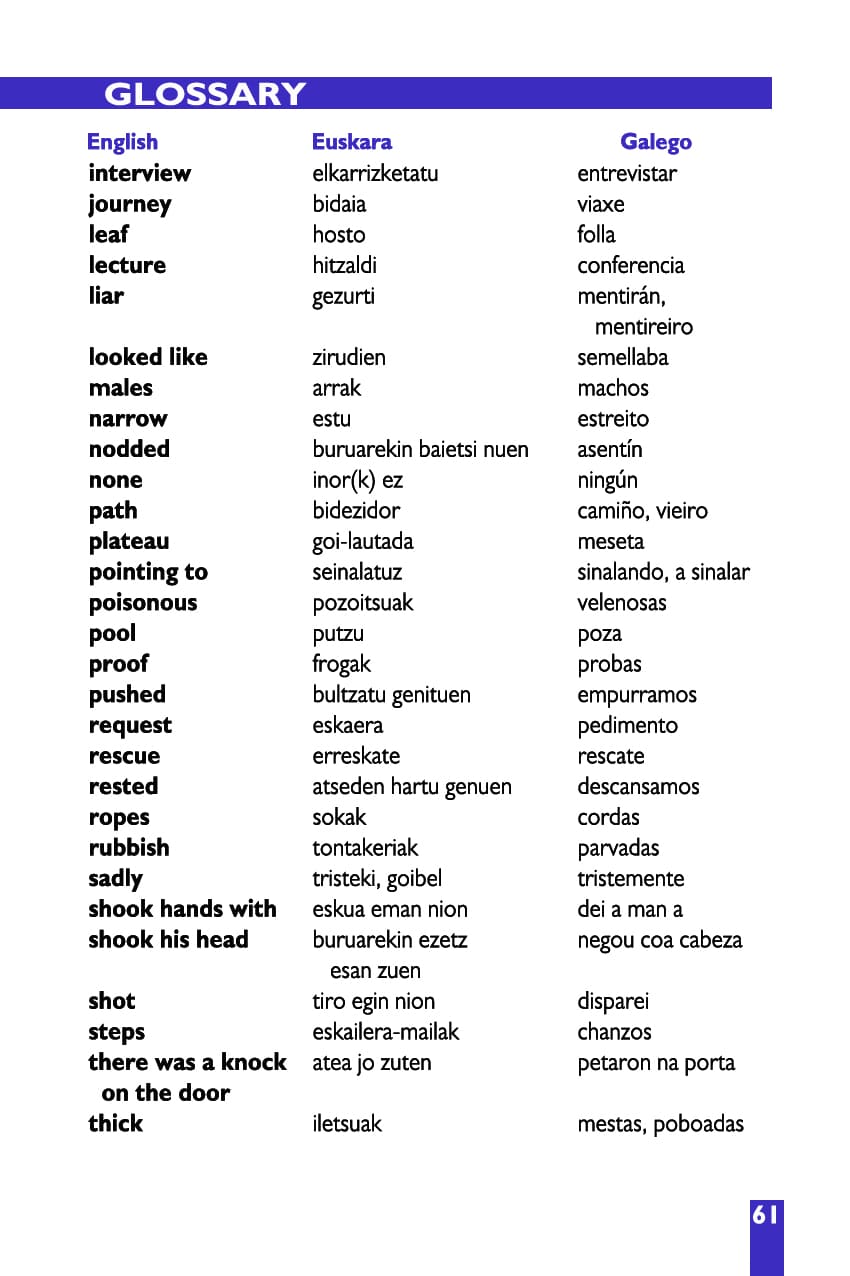 GLOSSARY
English Euskara Galego
interview elkarrizketatu entrevistar
journey bidaia viaxe
leaf hosto folla
lecture hitzaldi conferencia
liar gezurti mentirán,
mentireiro
looked like zirudien semellaba
males arrak machos
narrow estu estreito
nodded buruarekin baietsi nuen asentín
none inor(k) ez ningún
path bidezidor camiño, vieiro
plateau goi-lautada meseta
pointing to seinalatuz sinalando, a sinalar
poisonous pozoitsuak velenosas
pool putzu poza
proof frogak probas
pushed bultzatu genituen empurramos
request eskaera pedimento
rescue erreskate rescate
rested atseden hartu genuen descansamos
ropes sokak cordas
rubbish tontakeriak parvadas
sadly tristeki, goibel tristemente
shook hands with eskua eman nion dei a man a
shook his head buruarekin ezetz negou coa cabeza
esan zuen
shot tiro egin nion disparei
steps eskailera-mailak chanzos
there was a knock atea jo zuten petaron na porta
on the door
thick iletsuak mestas, poboadas
61